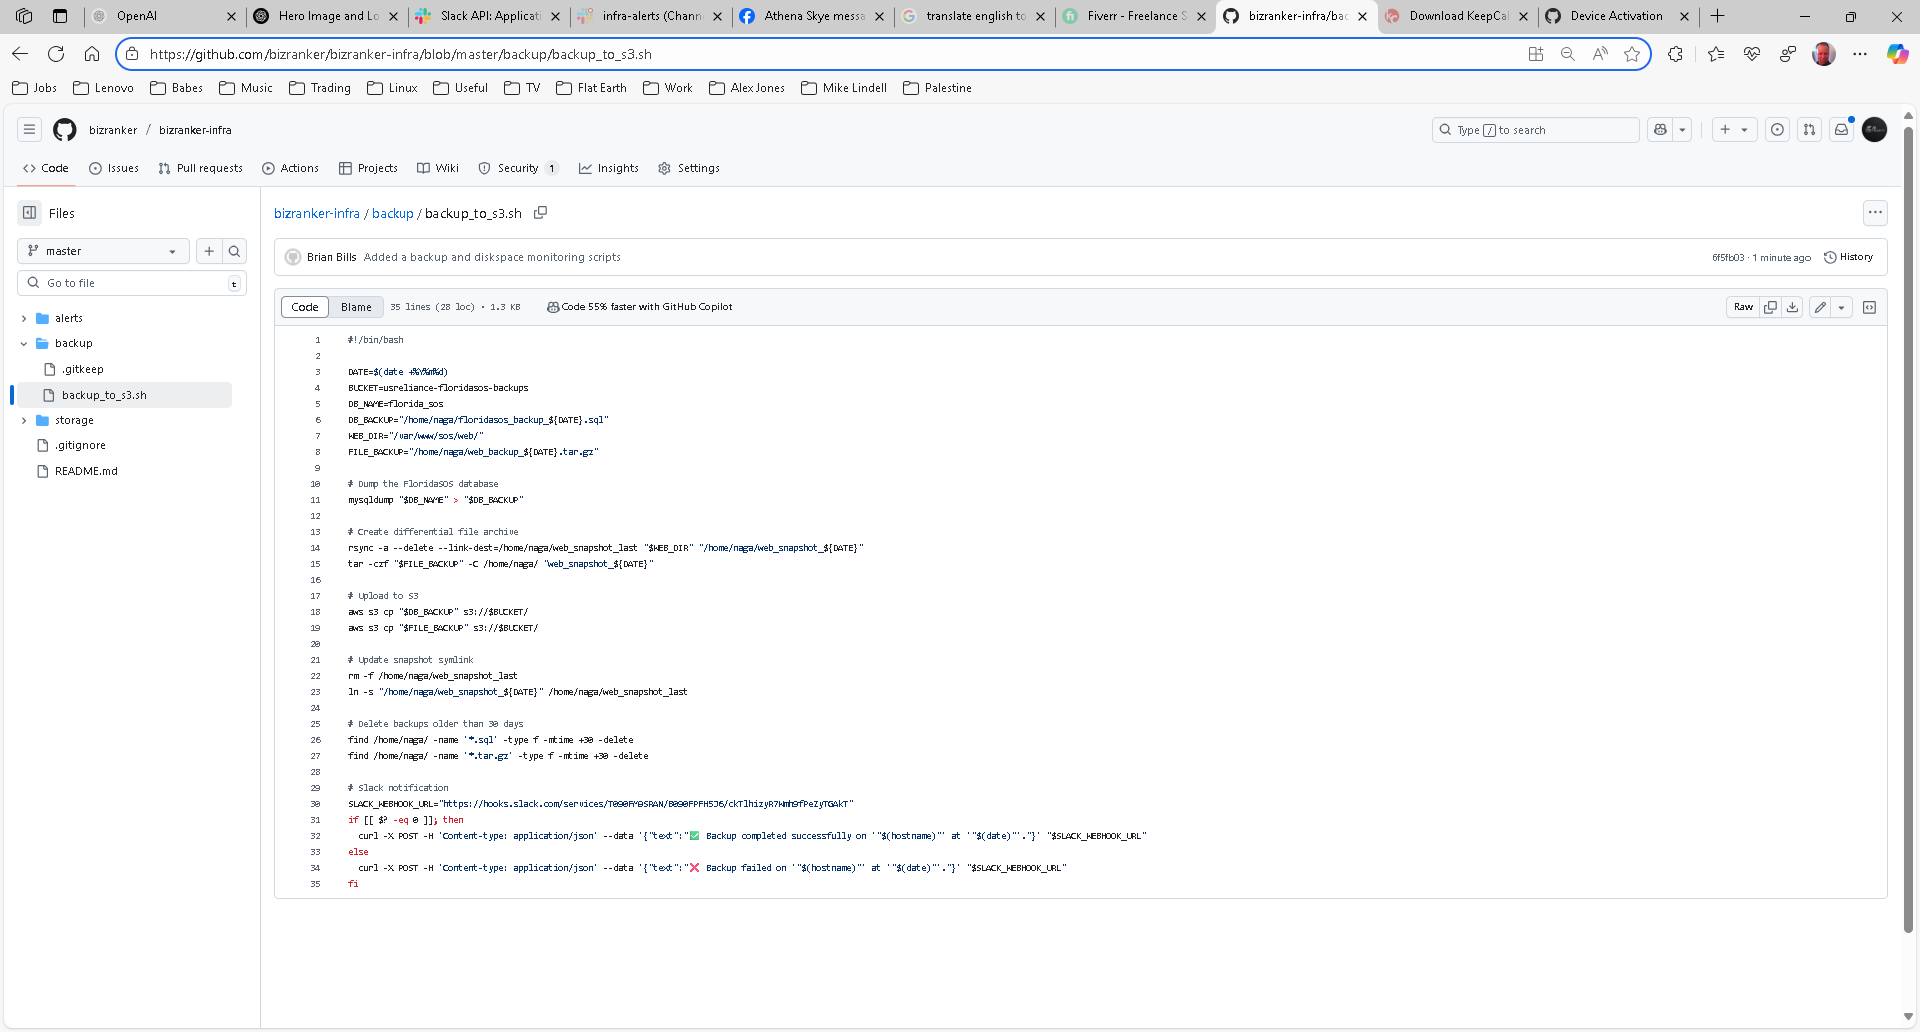 OpenAI
Hero Image and Lo
Slack API: Applicati
infra-alerts (Chann
Athena Skye messa
translate english to
Fiverr - Freelance S
bizranker-infra/bac
Download KeepCal
Device Activation
https://github.com/bizranker/bizranker-infra/blob/master/backup/backup_to_s3.sh
Jobs
Lenovo
Babes
Music
Trading
Linux
Useful
TV
Flat Earth
Work
Alex Jones
Mike Lindell
Palestine
bizranker / bizranker-infra
Type / to search
Code
Issues
Pull requests
Actions
Projects
Wiki
Security 1
Insights
Settings
Files
master
Go to file
t
alerts
backup
.gitkeep
backup_to_s3.sh
storage
.gitignore
README.md
bizranker-infra / backup / backup_to_s3.sh
Brian Bills Added a backup and diskspace monitoring scripts
6f5fb03 · 1 minute ago
History
Code
Blame
35 lines (28 loc) · 1.3 KB
Code 55% faster with GitHub Copilot
Raw
1 #!/bin/bash
2
3 DATE=$(date +%Y%m%d)
4 BUCKET=usreliance-floridasos-backups
5 DB_NAME=florida_sos
6 DB_BACKUP="/home/naga/floridasos_backup_${DATE}.sql"
7 WEB_DIR="/var/www/sos/web/"
8 FILE_BACKUP="/home/naga/web_backup_${DATE}.tar.gz"
9
10 # Dump the FloridaSOS database
11 mysqldump "$DB_NAME" > "$DB_BACKUP"
12
13 # Create differential file archive
14 rsync -a --delete --link-dest=/home/naga/web_snapshot_last "$WEB_DIR" "/home/naga/web_snapshot_${DATE}"
15 tar -czf "$FILE_BACKUP" -C /home/naga/ "web_snapshot_${DATE}"
16
17 # Upload to S3
18 aws s3 cp "$DB_BACKUP" s3://$BUCKET/
19 aws s3 cp "$FILE_BACKUP" s3://$BUCKET/
20
21 # Update snapshot symlink
22 rm -f /home/naga/web_snapshot_last
23 ln -s "/home/naga/web_snapshot_${DATE}" /home/naga/web_snapshot_last
24
25 # Delete backups older than 30 days
26 find /home/naga/ -name '*.sql' -type f -mtime +30 -delete
27 find /home/naga/ -name '*.tar.gz' -type f -mtime +30 -delete
28
29 # Slack notification
30 SLACK_WEBHOOK_URL=
31 if [[ $? -eq 0 ]]; then
32 curl -X POST -H 'Content-type: application/json' --data '{"text":"✅ Backup completed successfully on '"$(hostname)"' at '"$(date)"'."}' "$SLACK_WEBHOOK_URL"
33 else
34 curl -X POST -H 'Content-type: application/json' --data '{"text":"❌ Backup failed on '"$(hostname)"' at '"$(date)"'."}' "$SLACK_WEBHOOK_URL"
35 fi